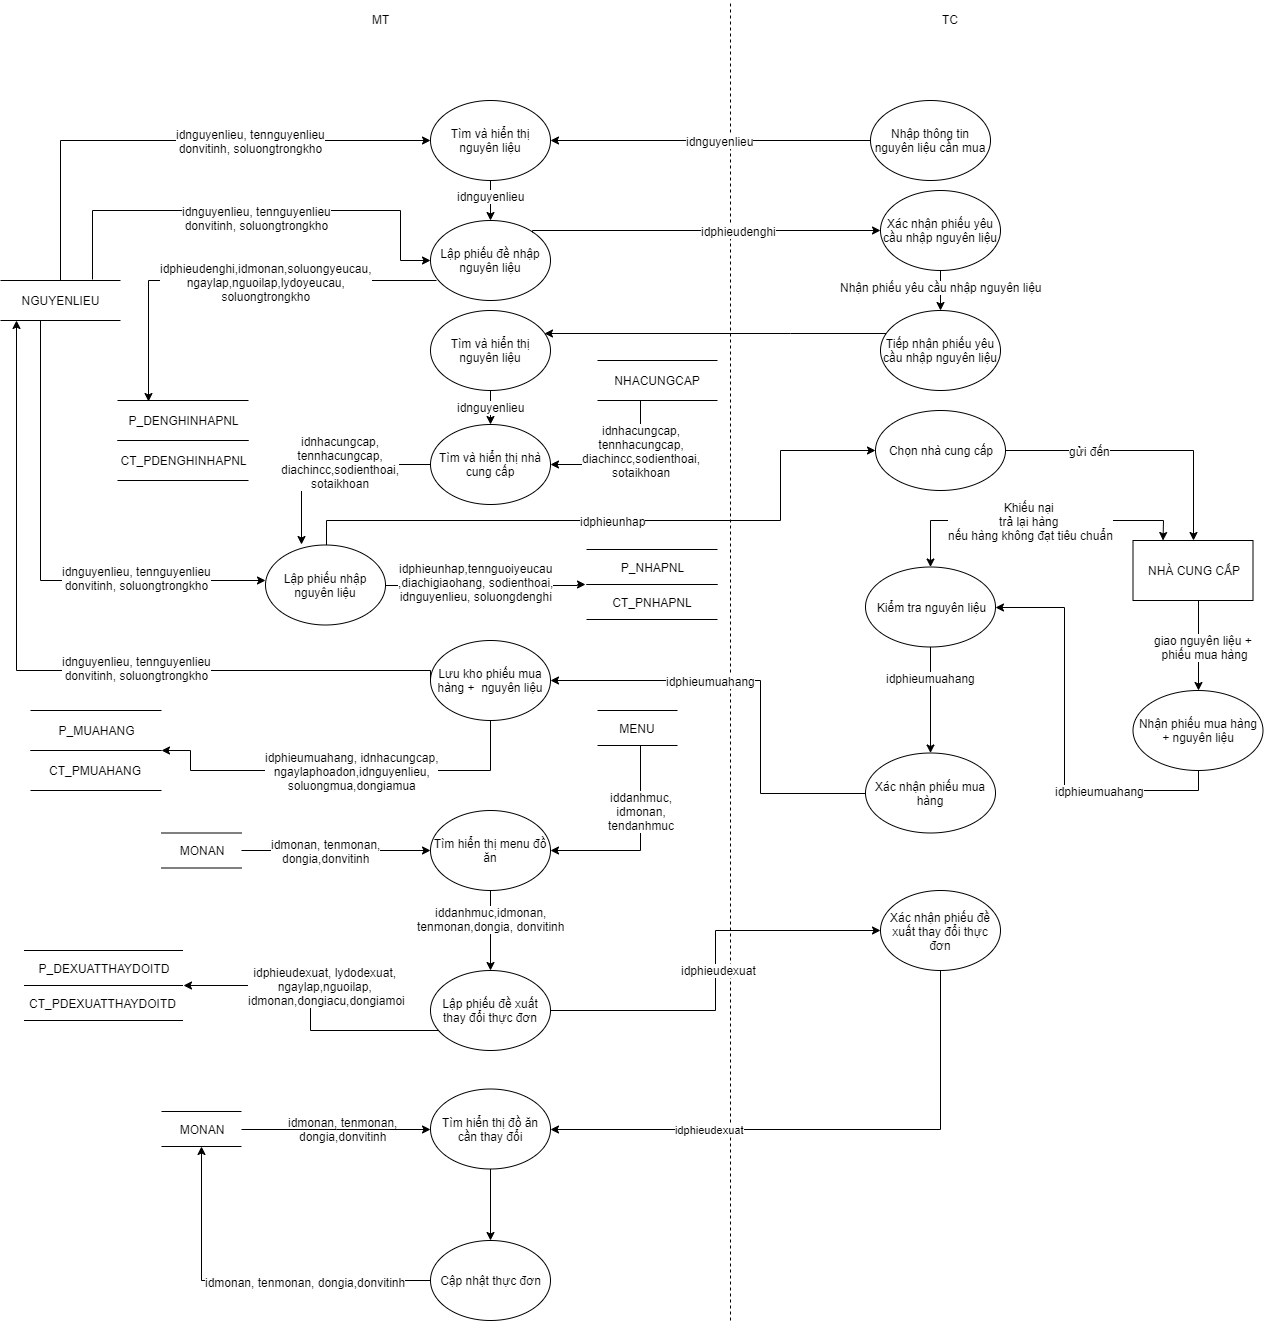 MT
TC
Tìm và hiển thị
nguyên liệu
Nhập thông tin
nguyên liệu cần mua
idnguyenlieu, tennguyenlieu
donvitinh, soluongtrongkho
idnguyenlieu
idnguyenlieu
idnguyenlieu, tennguyenlieu
donvitinh, soluongtrongkho
Lập phiếu đề nhập
nguyên liệu
idphieudenghi
Xác nhận phiếu yêu
cầu nhập nguyên liệu
idphieudenghi,idmonan,soluongyeucau,
ngaylap,nguoilap,lydoyeucau,
soluongtrongkho
Nhận phiếu yêu cầu nhập nguyên liệu
NGUYENLIEU
Tìm và hiển thị
nguyên liệu
Tiếp nhận phiếu yêu
cầu nhập nguyên liệu
NHACUNGCAP
idnguyenlieu
P_DENGHINHAPNL
CT_PDENGHINHAPNL
idnhacungcap,
tennhacungcap,
diachincc,sodienthoai,
sotaikhoan
Tìm và hiển thị nhà
cung cấp
idnhacungcap,
tennhacungcap,
diachincc,sodienthoai,
sotaikhoan
Chọn nhà cung cấp
gửi đến
Khiếu nại
trả lại hàng
nếu hàng không đạt tiêu chuẩn
idphieunhap
NHÀ CUNG CẤP
idnguyenlieu, tennguyenlieu
donvitinh, soluongtrongkho
Lập phiếu nhập
nguyên liệu
idphieunhap,tennguoiyeucau
,diachigiaohang, sodienthoai,
idnguyenlieu, soluongdenghi
P_NHAPNL
CT_PNHAPNL
Kiểm tra nguyên liệu
giao nguyên liệu +
phiếu mua hàng
idnguyenlieu, tennguyenlieu
donvitinh, soluongtrongkho
Lưu kho phiếu mua
hàng + nguyên liệu
idphieumuahang
idphieumuahang
Nhận phiếu mua hàng
+ nguyên liệu
P_MUAHANG
CT_PMUAHANG
idphieumuahang, idnhacungcap,
ngaylaphoadon,idnguyenlieu,
soluongmua,dongiamua
MENU
Xác nhận phiếu mua
hàng
idphieumuahang
iddanhmuc,
idmonan,
tendanhmuc
MONAN
idmonan, tenmonan,
dongia,donvitinh
Tìm hiển thị menu đồ
ăn
iddanhmuc,idmonan,
tenmonan,dongia, donvitinh
Xác nhận phiếu đề
xuất thay đổi thực
đơn
P_DEXUATTHAYDOITD
CT_PDEXUATTHAYDOITD
idphieudexuat, lydodexuat,
ngaylap,nguoilap,
idmonan,dongiacu,dongiamoi
idphieudexuat
Lập phiếu đề xuất
thay đổi thực đơn
MONAN
idmonan, tenmonan,
dongia,donvitinh
Tìm hiển thị đồ ăn
cần thay đổi
idphieudexuat
idmonan, tenmonan, dongia,donvitinh
Cập nhật thực đơn